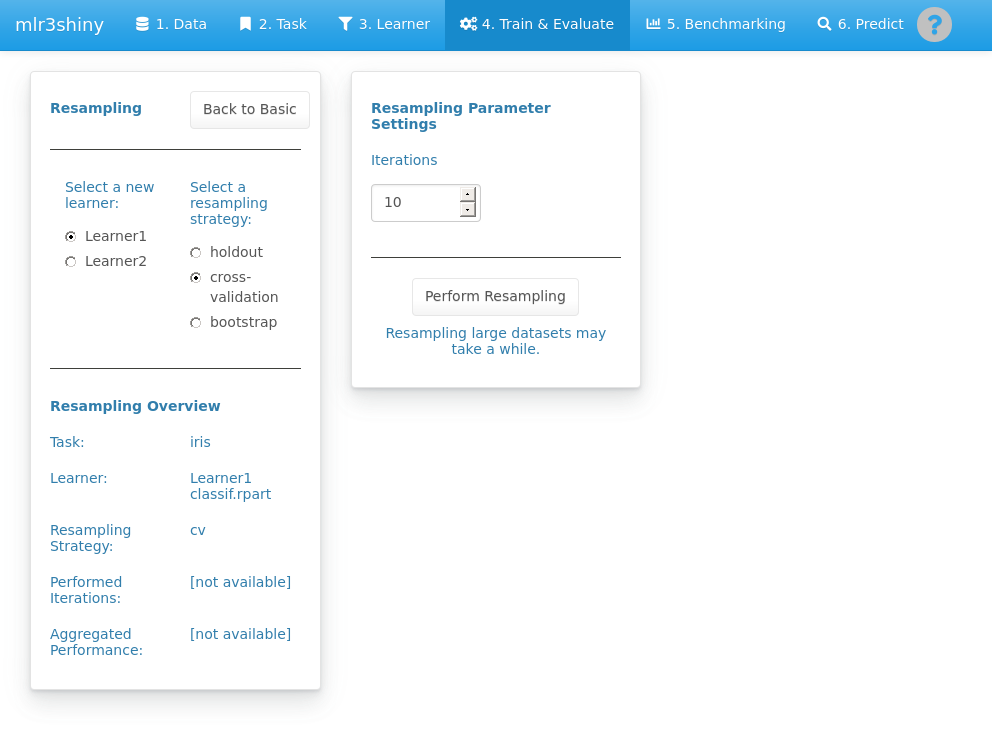 mlr3shiny
1. Data
2. Task
3. Learner
4. Train & Evaluate
5. Benchmarking
6. Predict
?
Resampling
Back to Basic
Select a new
learner:
Learner1
Learner2
Select a
resampling
strategy:
holdout
cross-
validation
bootstrap
Resampling Overview
Task:
iris
Learner:
Learner1
classif.rpart
Resampling
Strategy:
cv
Performed
Iterations:
[not available]
Aggregated
Performance:
[not available]
Resampling Parameter
Settings
Iterations
10
Perform Resampling
Resampling large datasets may
take a while.